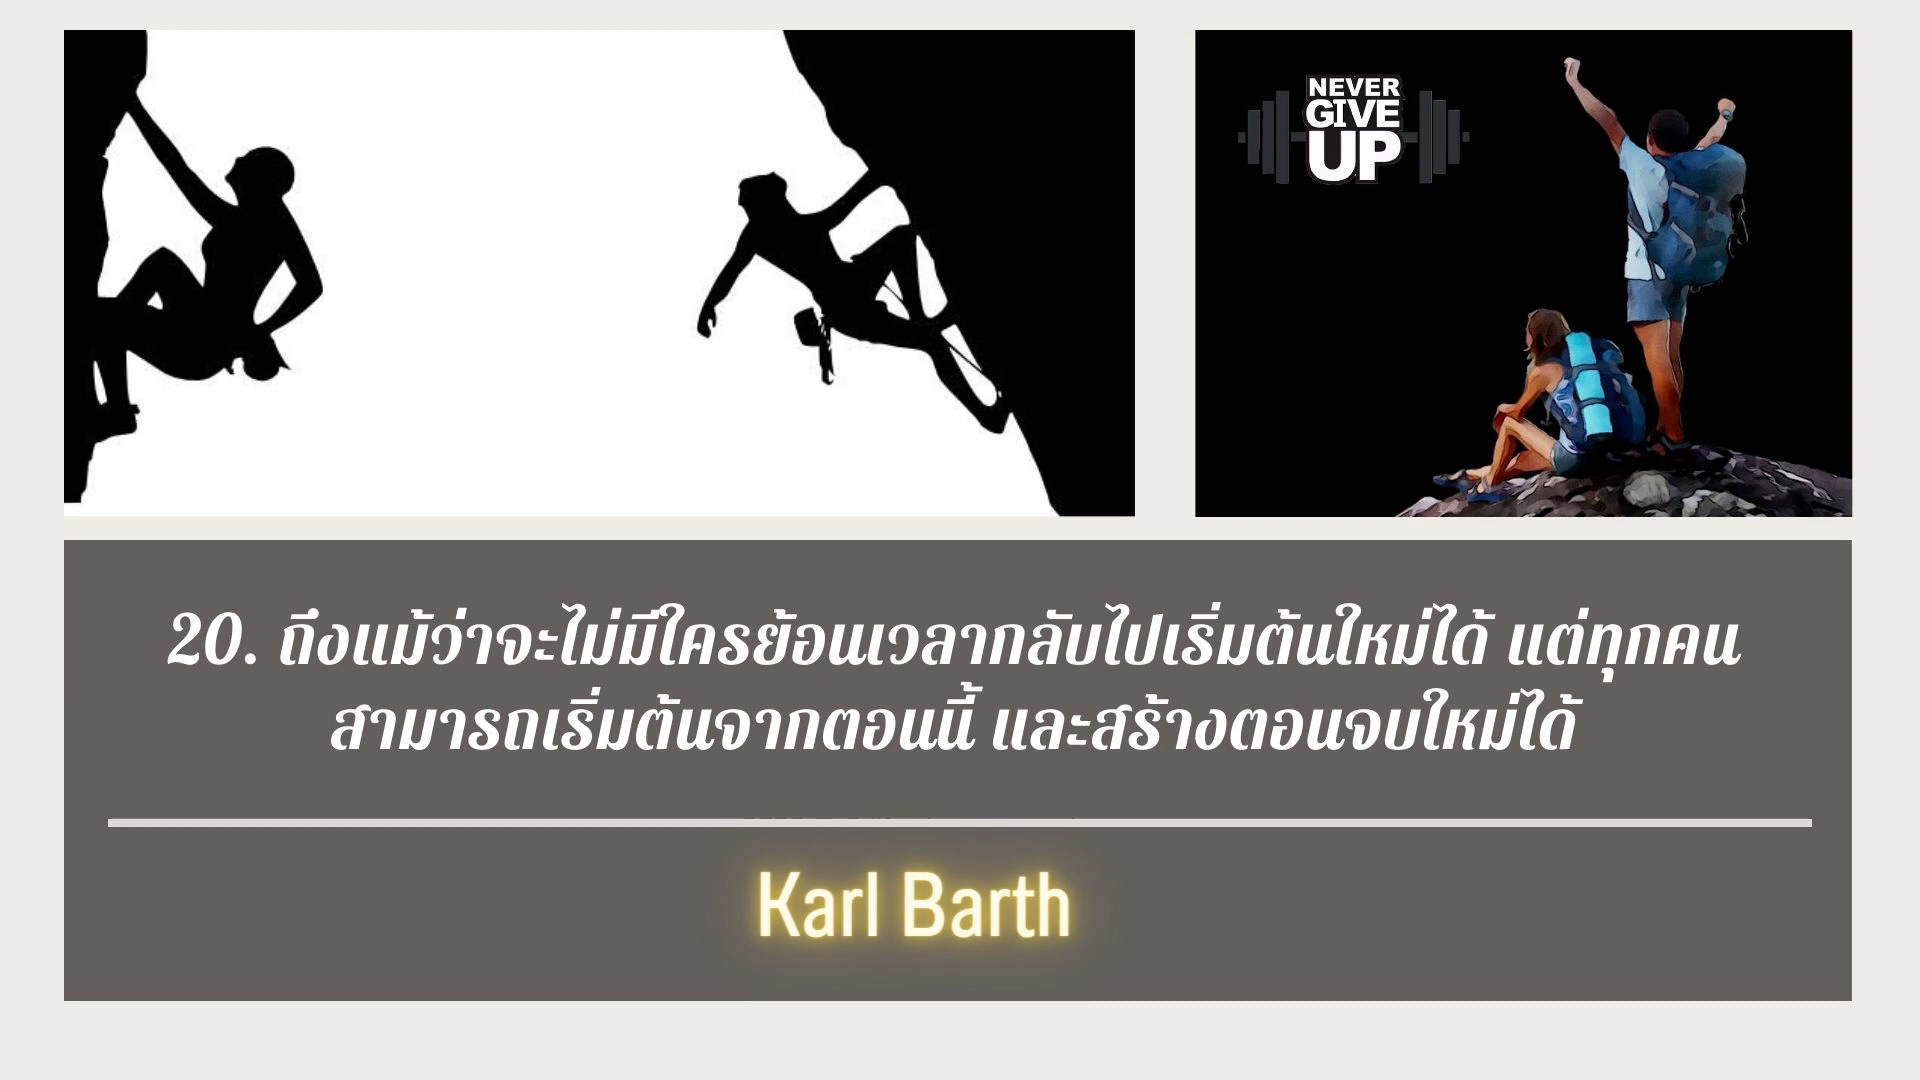 NEVER
GIVE
UP
20. ถึงแม้ว่าจะไม่มีใครย้อนเวลากลับไปเริ่มต้นใหม่ได้ แต่ทุกคน
สามารถเริ่มต้นจากตอนนี้ และสร้างตอนจบใหม่ได้
Karl Barth